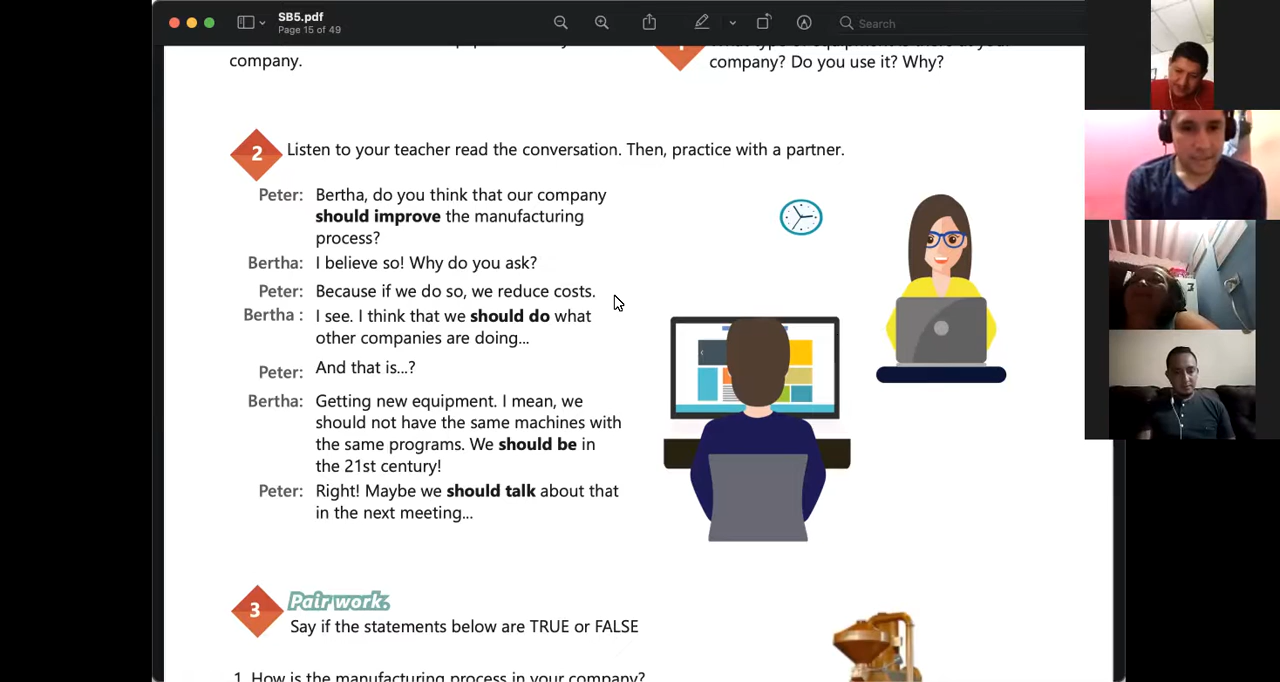 SB5.pdf
Page 15 of 49
Search
company.
company? Do you use it? Why?
2
Listen to your teacher read the conversation. Then, practice with a partner.
Peter: Bertha, do you think that our company
should improve the manufacturing
process?
Bertha: I believe so! Why do you ask?
Peter: Because if we do so, we reduce costs.
Bertha : I see. I think that we should do what
other companies are doing...
Peter: And that is...?
Bertha: Getting new equipment. I mean, we
should not have the same machines with
the same programs. We should be in
the 21st century!
Peter: Right! Maybe we should talk about that
in the next meeting...
3
Pair work.
Say if the statements below are TRUE or FALSE
1. How is the manufacturing process in your company?